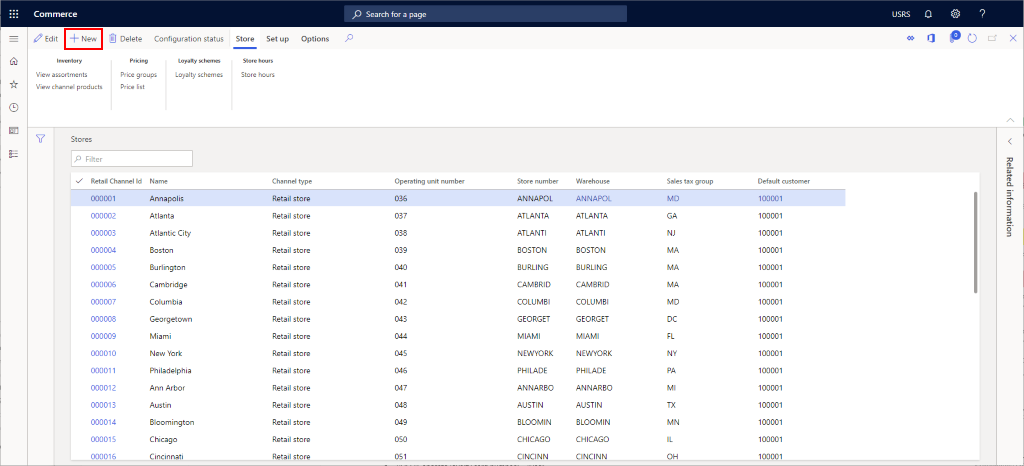 Commerce
Search for a page
USRS
?
Edit
New
Delete
Configuration status
Store
Set up
Options
0
Inventory
Pricing
Loyalty schemes
Store hours
View assortments
Price groups
Loyalty schemes
Store hours
View channel products
Price list
Stores
Filter
Related information
Retail Channel Id Name Channel type Operating unit number Store number Warehouse Sales tax group Default customer
000001 Annapolis Retail store 036 ANNAPOL ANNAPOL MD 100001
000002 Atlanta Retail store 037 ATLANTA ATLANTA GA 100001
000003 Atlantic City Retail store 038 ATLANTI ATLANTI NJ 100001
000004 Boston Retail store 039 BOSTON BOSTON MA 100001
000005 Burlington Retail store 040 BURLING BURLING MA 100001
000006 Cambridge Retail store 041 CAMBRID CAMBRID MA 100001
000007 Columbia Retail store 042 COLUMBI COLUMBI MD 100001
000008 Georgetown Retail store 043 GEORGET GEORGET DC 100001
000009 Miami Retail store 044 MIAMI MIAMI FL 100001
000010 New York Retail store 045 NEWYORK NEWYORK NY 100001
000011 Philadelphia Retail store 046 PHILADE PHILADE PA 100001
000012 Ann Arbor Retail store 047 ANNARBO ANNARBO MI 100001
000013 Austin Retail store 048 AUSTIN AUSTIN TX 100001
000014 Bloomington Retail store 049 BLOOMIN BLOOMIN MN 100001
000015 Chicago Retail store 050 CHICAGO CHICAGO IL 100001
000016 Cincinnati Retail store 051 CINCINN CINCINN OH 100001